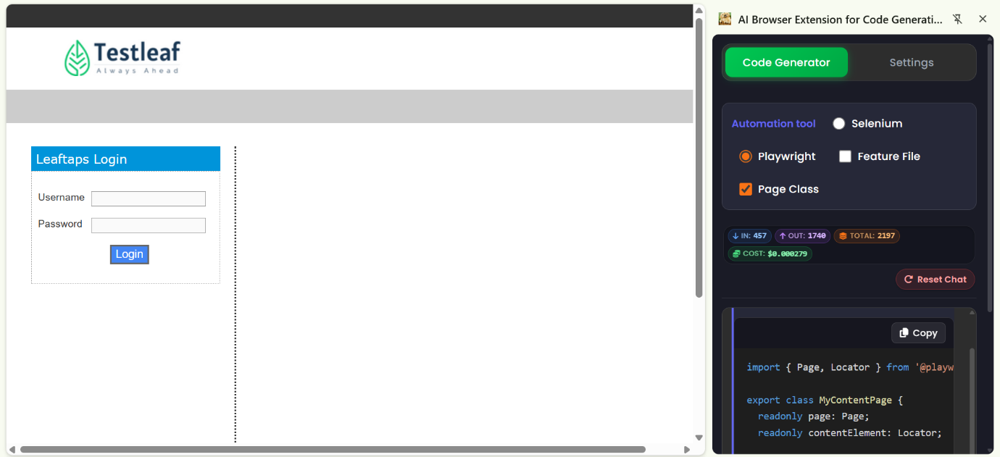 Testleaf
Always Ahead
Leaftaps Login
Username
Password
Login
AI Browser Extension for Code Generati...
Code Generator
Settings
Automation tool
Selenium
Playwright
Feature File
Page Class
IN: 457
OUT: 1740
TOTAL: 2197
COST: $0.000279
Reset Chat
Copy
import { Page, Locator } from '@playw
export class MyContentPage {
readonly page: Page;
readonly contentElement: Locator;